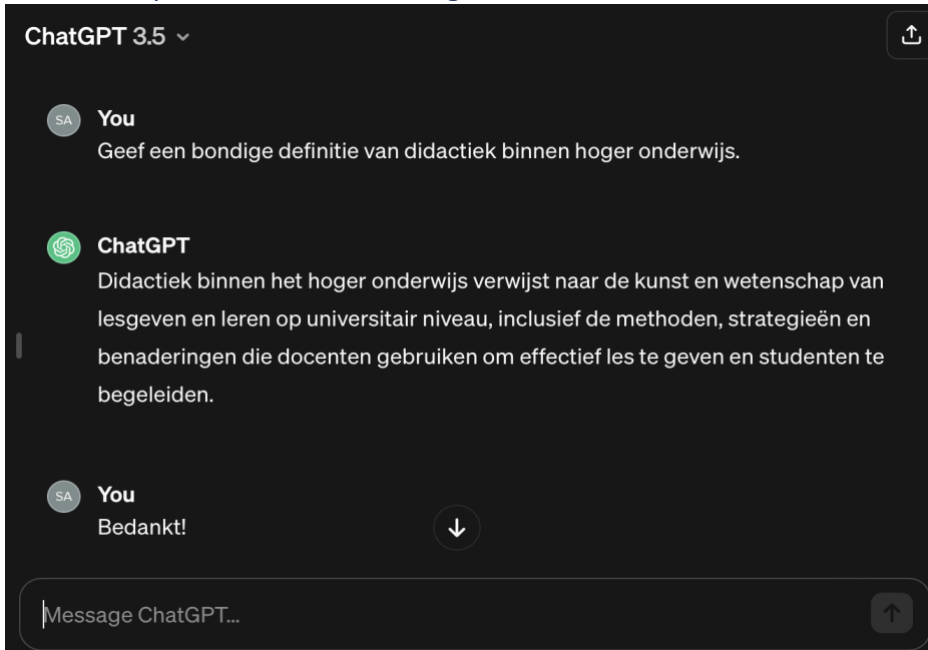 ChatGPT 3.5
SA You
Geef een bondige definitie van didactiek binnen hoger onderwijs.
ChatGPT
Didactiek binnen het hoger onderwijs verwijst naar de kunst en wetenschap van
lesgeven en leren op universitair niveau, inclusief de methoden, strategieën en
benaderingen die docenten gebruiken om effectief les te geven en studenten te
begeleiden.
SA You
Bedankt!
Message ChatGPT...